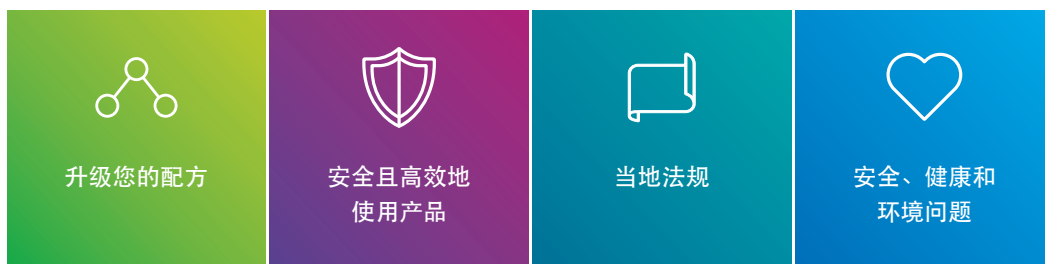 升级您的配方
安全且高效地
使用产品
当地法规
安全、健康和
环境问题